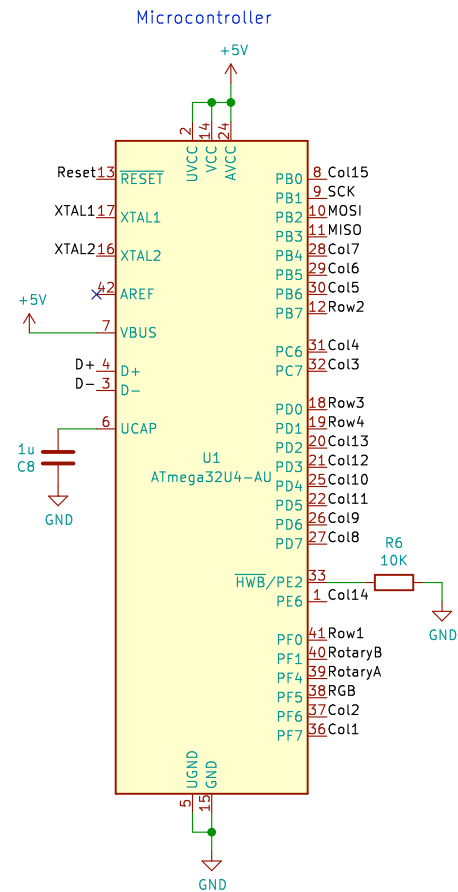 Microcontroller
+5V
2
14
24
UVCC
VCC
AVCC
Reset 13 RESET
PB0 8 Col15
PB1 9 SCK
XTAL1 17 XTAL1
PB2 10 MOSI
PB3 11 MISO
XTAL2 16 XTAL2
PB4 28 Col7
PB5 29 Col6
42 AREF
PB6 30 Col5
+5V
PB7 12 Row2
7 VBUS
PC6 31 Col4
D+ 4 D+
PC7 32 Col3
D- 3 D-
PD0 18 Row3
6 UCAP
PD1 19 Row4
1u
C8
PD2 20 Col13
U1
PD3 21 Col12
ATmega32U4-AU
PD4 25 Col10
PD5 22 Col11
GND
PD6 26 Col9
PD7 27 Col8
R6
10K
HWB/PE2 33
PE6 1 Col14
GND
PF0 41 Row1
PF1 40 RotaryB
PF4 39 RotaryA
PF5 38 RGB
PF6 37 Col2
PF7 36 Col1
UGND
GND
5
15
GND